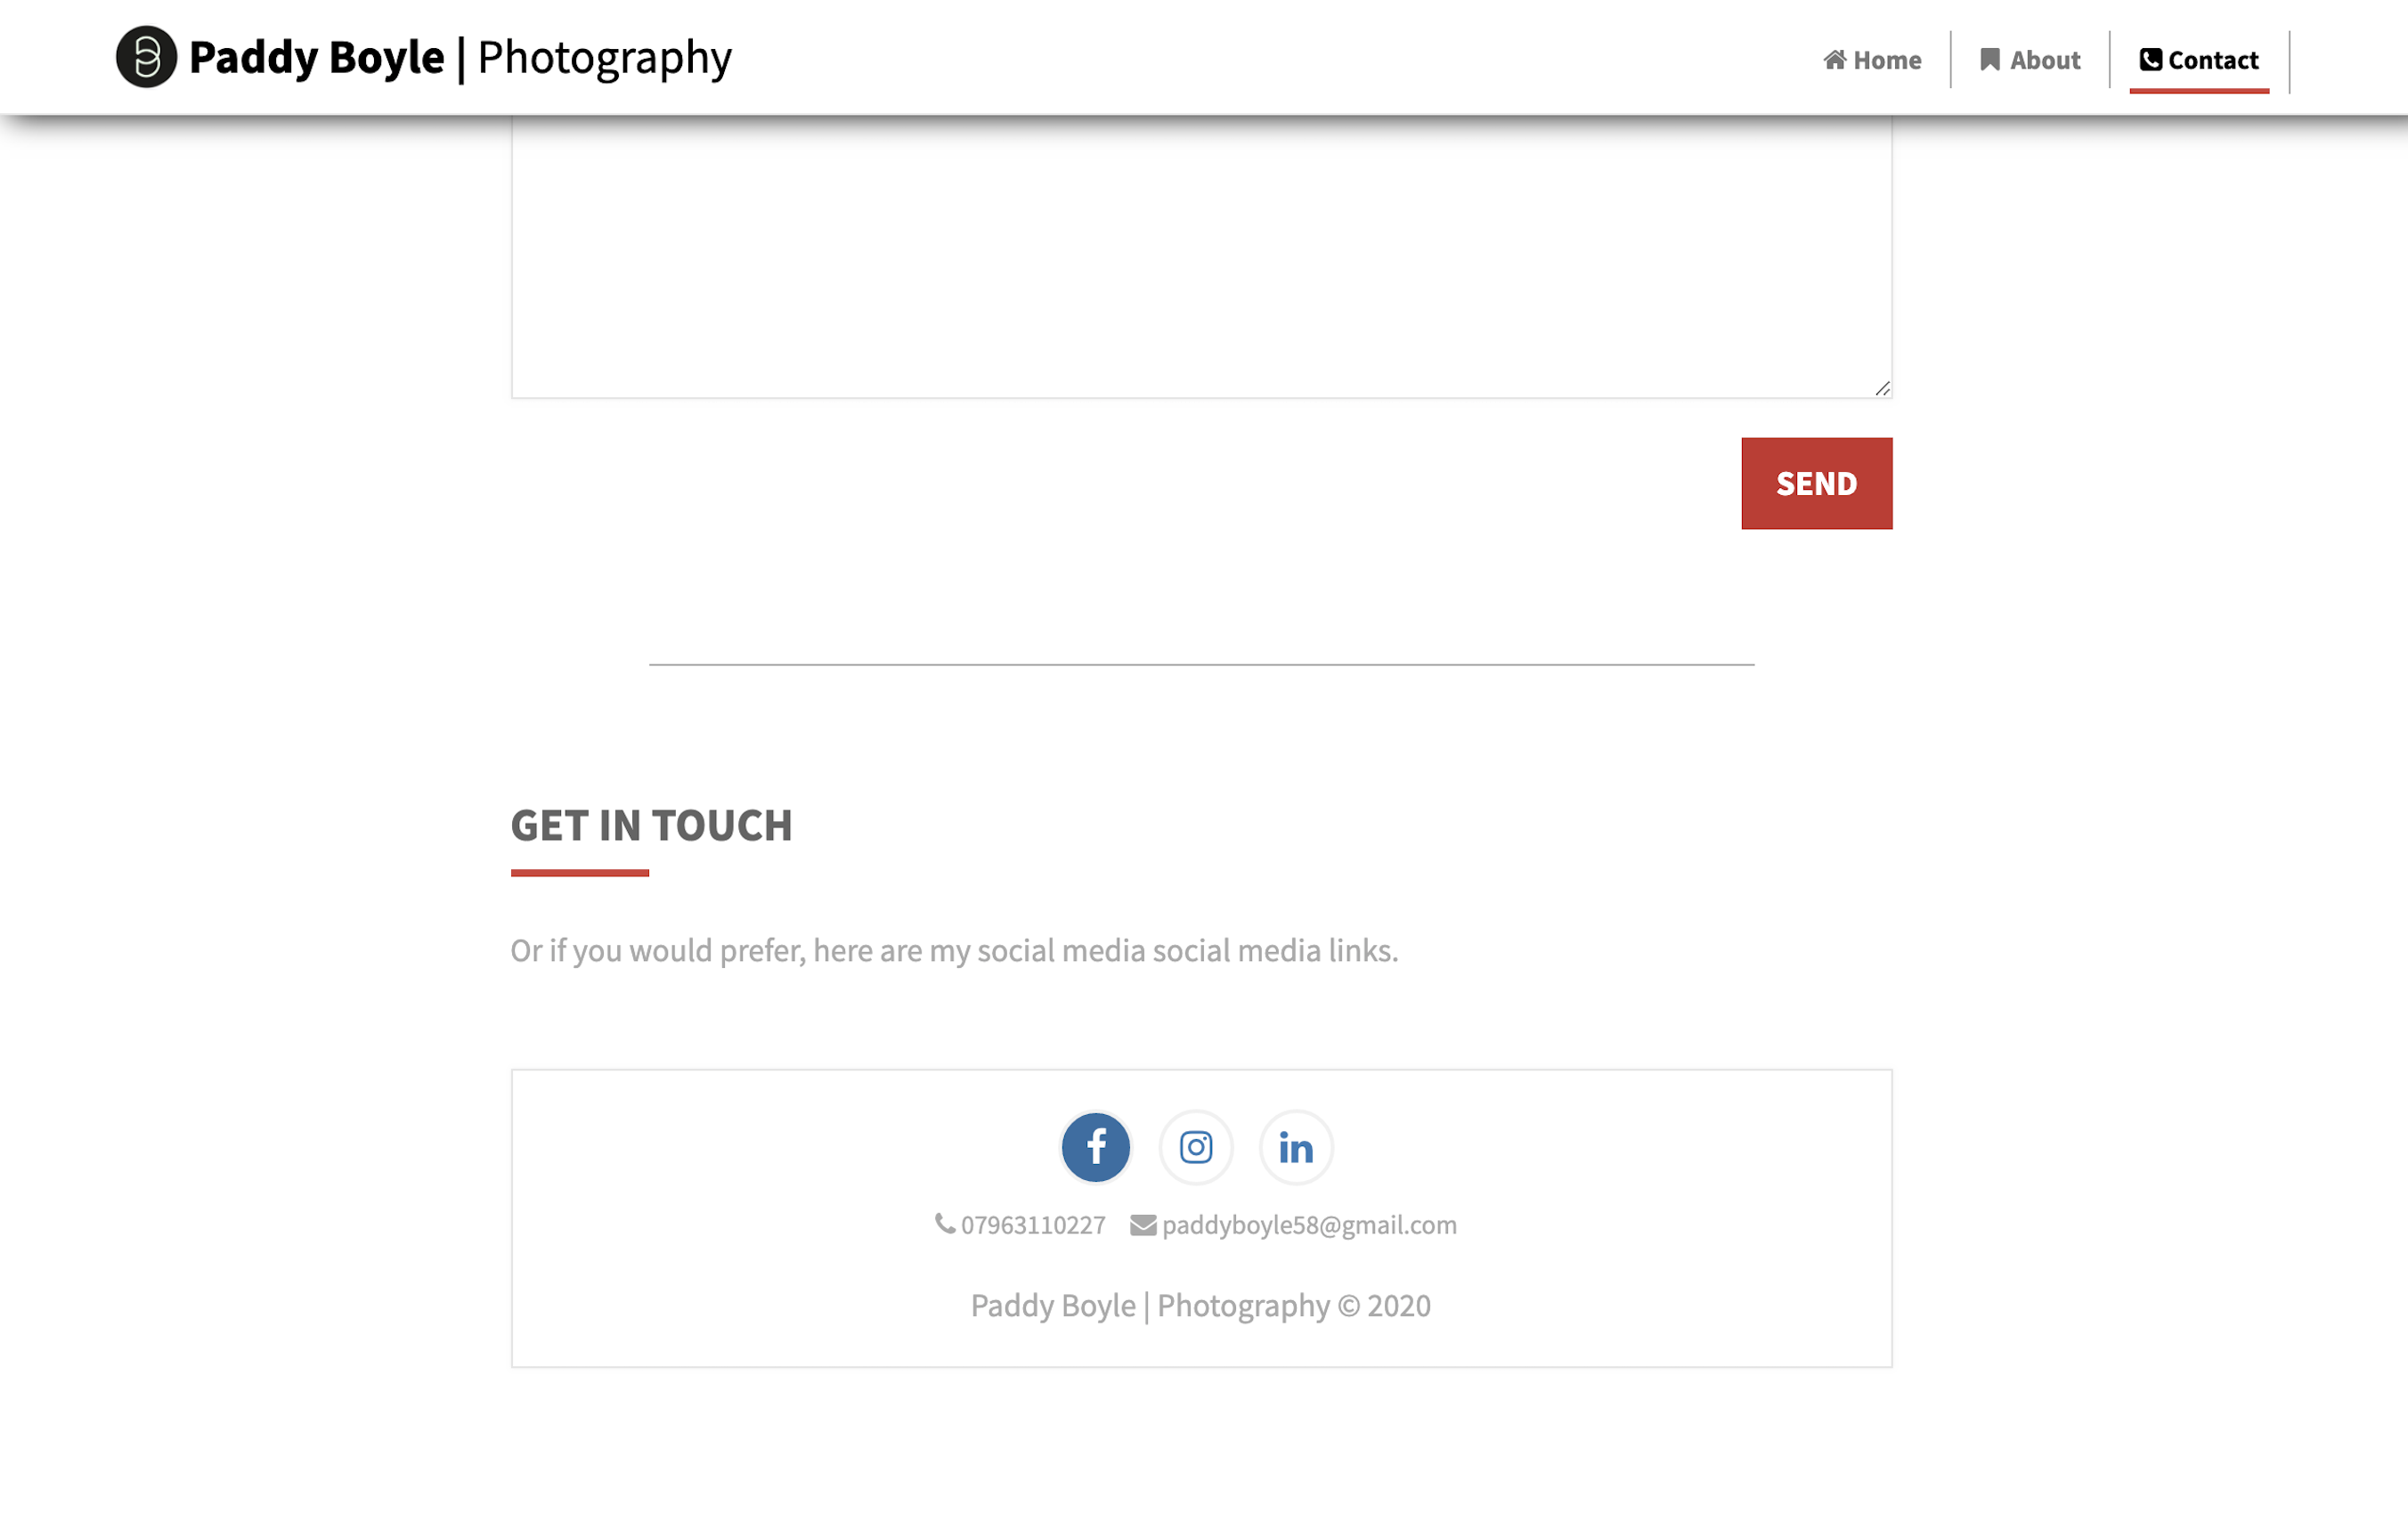 Paddy Boyle | Photography
Home
About
Contact
SEND
GET IN TOUCH
Or if you would prefer, here are my social media social media links.
07963110227 paddyboyle58@gmail.com
Paddy Boyle | Photography © 2020